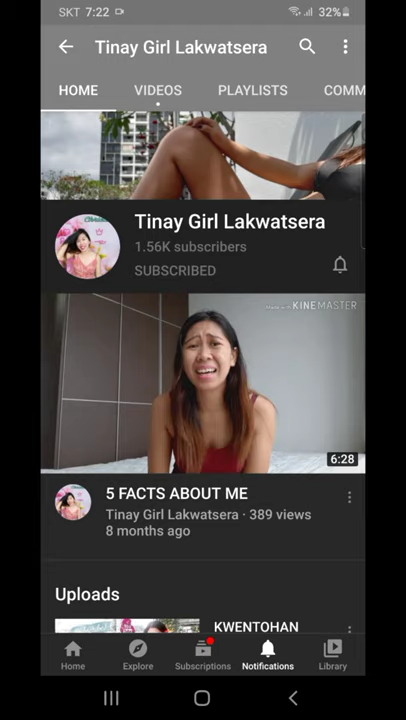 SKT 7:22 32%
Tinay Girl Lakwatsera
HOME VIDEOS PLAYLISTS COMM
Tinay Girl Lakwatsera
1.56K subscribers
SUBSCRIBED
Made with KINEMASTER
6:28
5 FACTS ABOUT ME
Tinay Girl Lakwatsera · 389 views
8 months ago
Uploads
KWENTOHAN
Home Explore Subscriptions Notifications Library